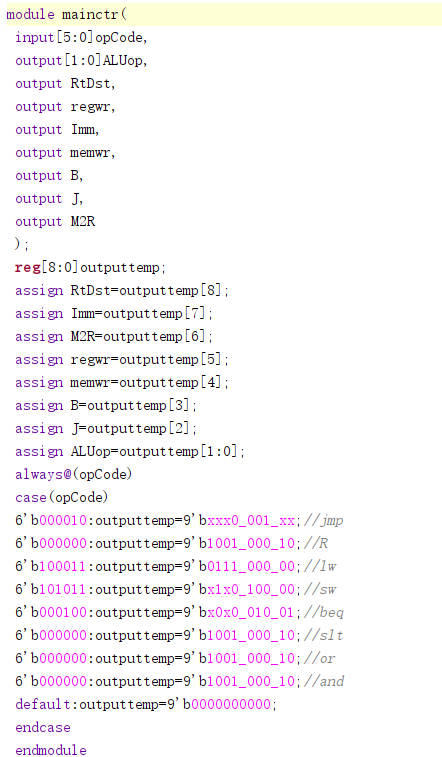 module mainctr(
input[5:0]opCode,
output[1:0]ALUop,
output RtDst,
output regwr,
output Imm,
output memwr,
output B,
output J,
output M2R
);
reg[8:0]outputtemp;
assign RtDst=outputtemp[8];
assign Imm=outputtemp[7];
assign M2R=outputtemp[6];
assign regwr=outputtemp[5];
assign memwr=outputtemp[4];
assign B=outputtemp[3];
assign J=outputtemp[2];
assign ALUop=outputtemp[1:0];
always@(opCode)
case(opCode)
6'b000010:outputtemp=9'bxxx0_001_xx;//jmp
6'b000000:outputtemp=9'b1001_000_10;//R
6'b100011:outputtemp=9'b0111_000_00;//lw
6'b101011:outputtemp=9'bx1x0_100_00;//sw
6'b000100:outputtemp=9'bx0x0_010_01;//beq
6'b000000:outputtemp=9'b1001_000_10;//slt
6'b000000:outputtemp=9'b1001_000_10;//or
6'b000000:outputtemp=9'b1001_000_10;//and
default:outputtemp=9'b0000000000;
endcase
endmodule